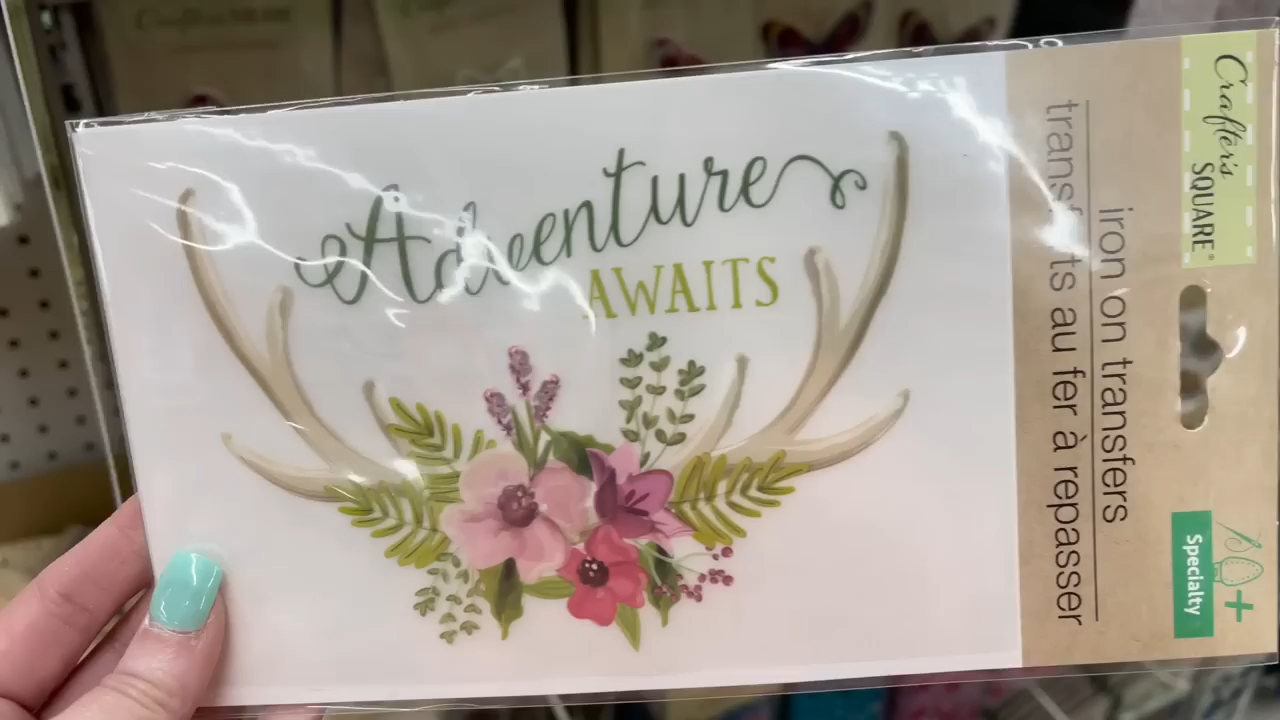 Adventure
AWAITS
Crafter's
SQUARE®
iron on transfers
transferts au fer à repasser
Specialty